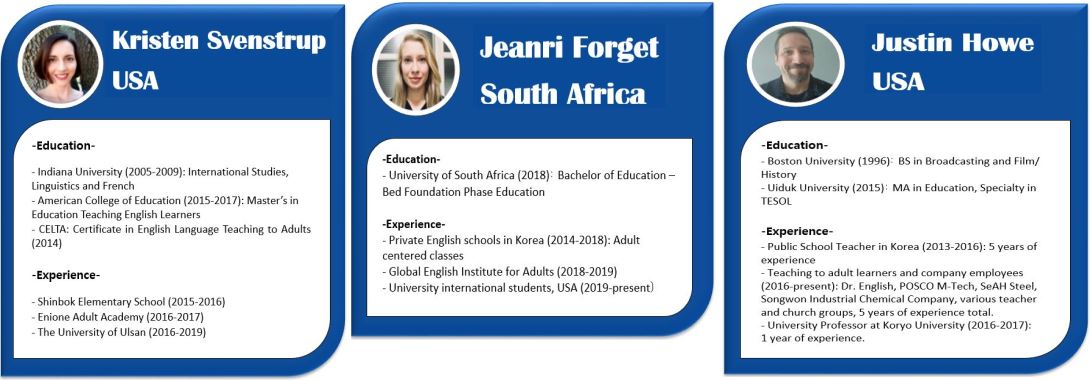 Kristen Svenstrup
USA
-Education-
- Indiana University (2005-2009): International Studies,
Linguistics and French
- American College of Education (2015-2017): Master's in
Education Teaching English Learners
- CELTA: Certificate in English Language Teaching to Adults
(2014)
-Experience-
- Shinbok Elementary School (2015-2016)
- Enione Adult Academy (2016-2017)
- The University of Ulsan (2016-2019)
Jeanri Forget
South Africa
-Education-
- University of South Africa (2018): Bachelor of Education –
Bed Foundation Phase Education
-Experience-
- Private English schools in Korea (2014-2018): Adult
centered classes
- Global English Institute for Adults (2018-2019)
- University international students, USA (2019-present)
Justin Howe
USA
-Education-
- Boston University (1996): BS in Broadcasting and Film/
History
- Uiduk University (2015): MA in Education, Specialty in
TESOL
-Experience-
- Public School Teacher in Korea (2013-2016): 5 years of
experience
- Teaching to adult learners and company employees
(2016-present): Dr. English, POSCO M-Tech, SeAH Steel,
Songwon Industrial Chemical Company, various teacher
and church groups, 5 years of experience total.
- University Professor at Koryo University (2016-2017):
1 year of experience.